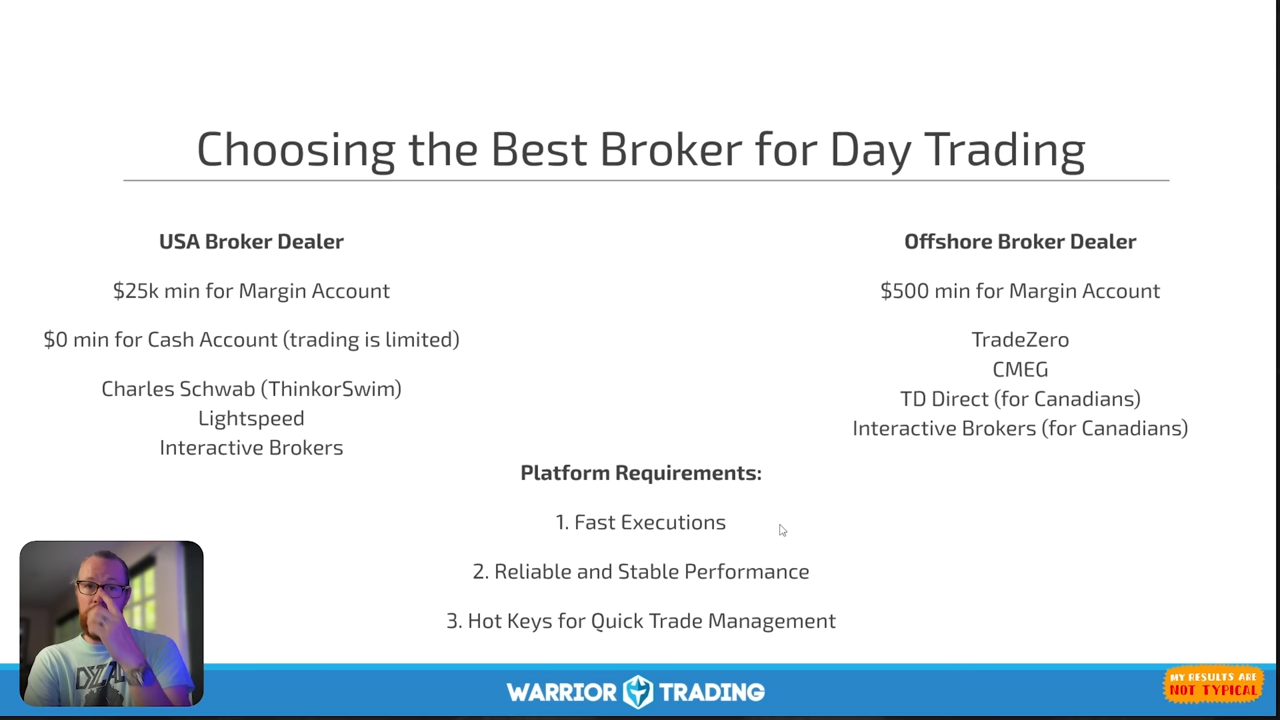 Choosing the Best Broker for Day Trading
USA Broker Dealer
$25k min for Margin Account
$0 min for Cash Account (trading is limited)
Charles Schwab (ThinkorSwim)
Lightspeed
Interactive Brokers
Offshore Broker Dealer
$500 min for Margin Account
TradeZero
CMEG
TD Direct (for Canadians)
Interactive Brokers (for Canadians)
Platform Requirements:
1. Fast Executions
2. Reliable and Stable Performance
3. Hot Keys for Quick Trade Management
WARRIOR TRADING
MY RESULTS ARE
NOT TYPICAL